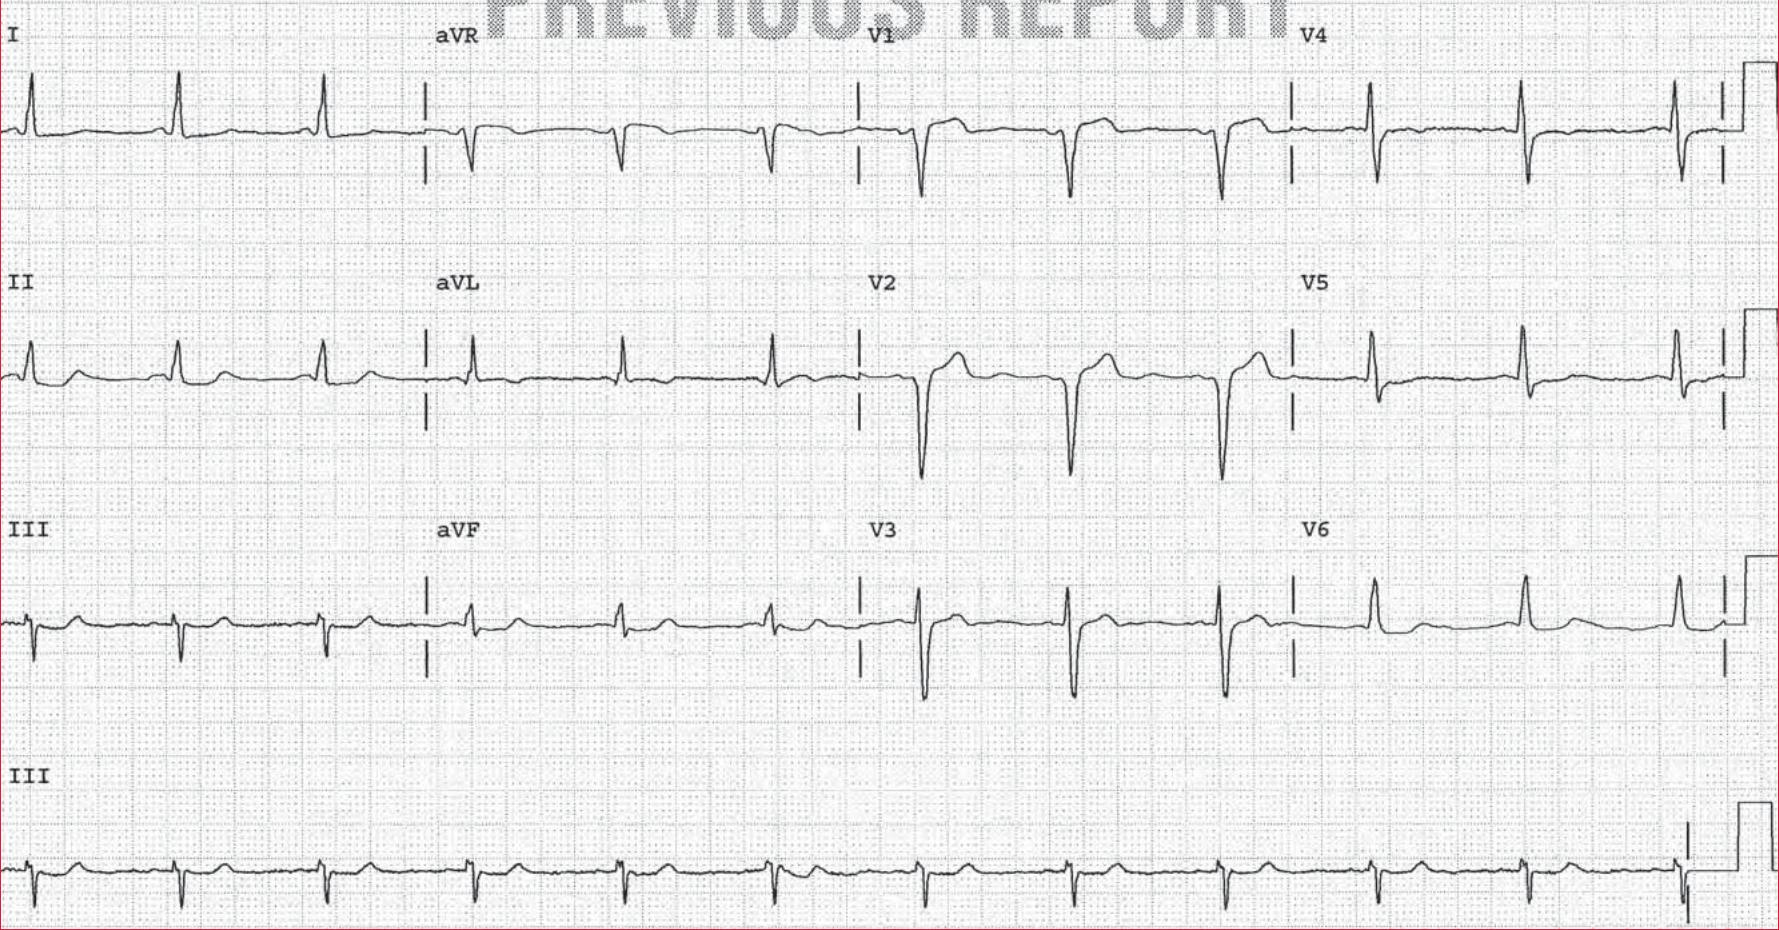 PREVIOUS REPORT
I aVR V1 V4
II aVL V2 V5
III aVF V3 V6
III